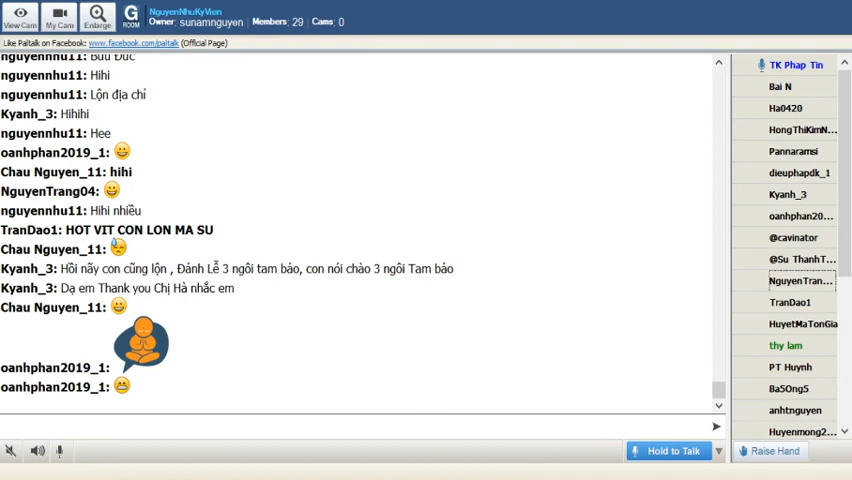 View Cam
My Cam
Enlarge
G
ROOM
NguyenNhuKyVien
Owner: sunamnguyen Members: 29 Cams: 0
Like Paltalk on Facebook: www.facebook.com/paltalk (Official Page)
nguyennhu11: Bửu Đức
nguyennhu11: Hihi
nguyennhu11: Lộn địa chỉ
Kyanh_3: Hihihi
nguyennhu11: Hee
oanhphan2019_1:
Chau Nguyen_11: hihi
NguyenTrang04:
nguyennhu11: Hihi nhiều
TranDao1: HOT VIT CON LON MA SU
Chau Nguyen_11:
Kyanh_3: Hồi nãy con cũng lộn , Đảnh Lễ 3 ngôi tam bảo, con nói chào 3 ngôi Tam bảo
Kyanh_3: Dạ em Thank you Chị Hà nhắc em
Chau Nguyen_11:
oanhphan2019_1:
oanhphan2019_1:
Hold to Talk
TK Phap Tin
Bai N
Ha0420
HongThiKimN...
Pannaramsi
dieuphapdk_1
Kyanh_3
oanhphan20...
@cavinator
@Su ThanhT...
NguyenTran...
TranDao1
HuyetMaTonGia
thy lam
PT Huynh
Ba5Ong5
anhtnguyen
Huyenmong2...
Raise Hand